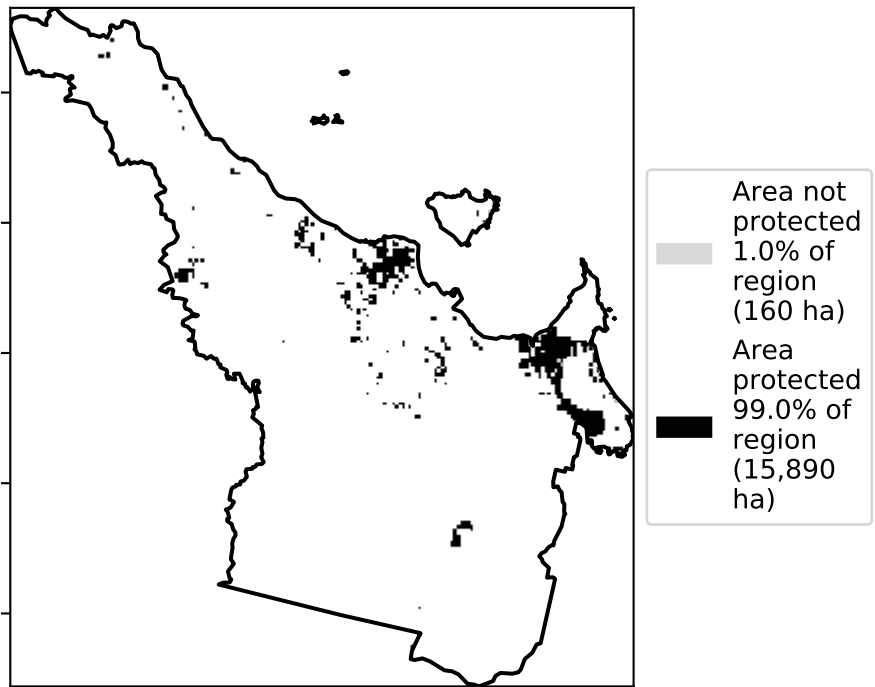 Area not
protected
1.0% of
region
(160 ha)
Area
protected
99.0% of
region
(15,890
ha)